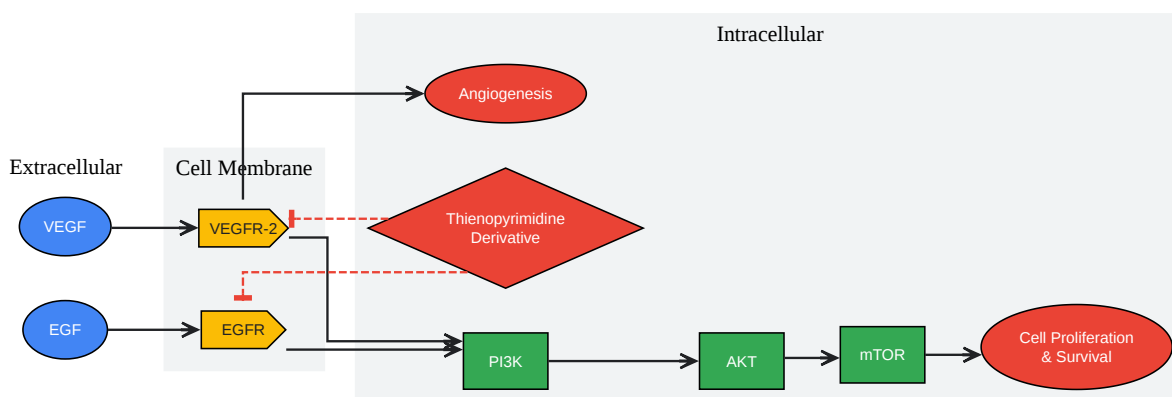 Intracellular
Angiogenesis
Extracellular
Cell Membrane
VEGF
VEGFR-2
Thienopyrimidine
Derivative
EGF
EGFR
PI3K
AKT
mTOR
Cell Proliferation
& Survival